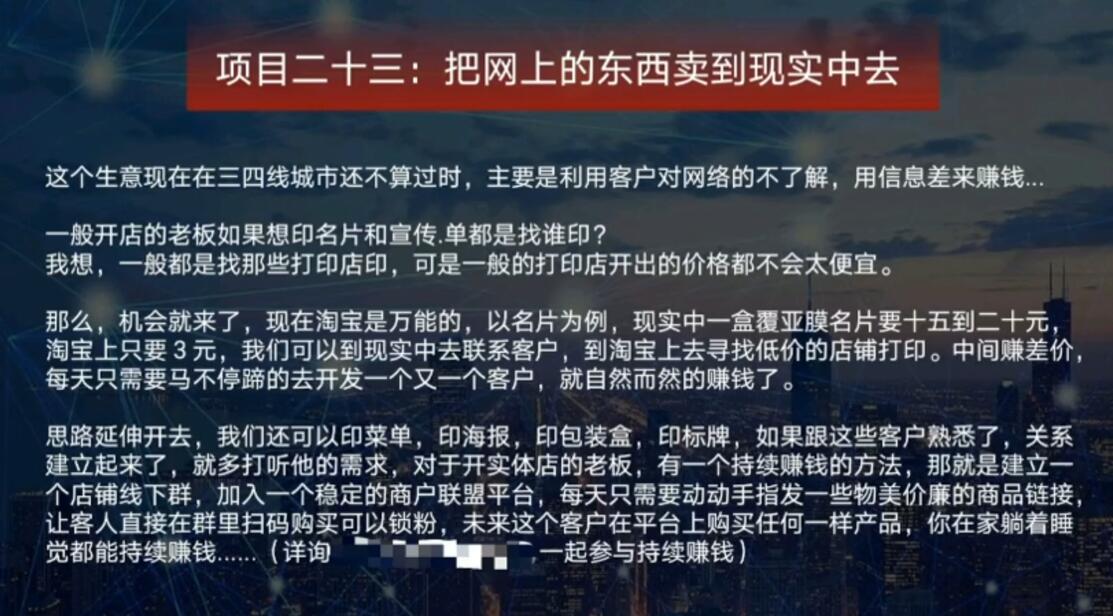 项目二十三：把网上的东西卖到现实中去
这个生意现在在三四线城市还不算过时，主要是利用客户对网络的不了解，用信息差来赚钱...
一般开店的老板如果想印名片和宣传.单都是找谁印？
我想，一般都是找那些打印店印，可是一般的打印店开出的价格都不会太便宜。
那么，机会就来了，现在淘宝是万能的，以名片为例，现实中一盒覆亚膜名片要十五到二十元，
淘宝上只要 3 元，我们可以到现实中去联系客户，到淘宝上去寻找低价的店铺打印。中间赚差价，
每天只需要马不停蹄的去开发一个又一个客户，就自然而然的赚钱了。
思路延伸开去，我们还可以印菜单，印海报，印包装盒，印标牌，如果跟这些客户熟悉了，关系
建立起来了，就多打听他的需求，对于开实体店的老板，有一个持续赚钱的方法，那就是建立一
个店铺线下群，加入一个稳定的商户联盟平台，每天只需要动动手指发一些物美价廉的商品链接，
让客人直接在群里扫码购买可以锁粉，未来这个客户在平台上购买任何一样产品，你在家躺着睡
觉都能持续赚钱......（详询 一起参与持续赚钱）